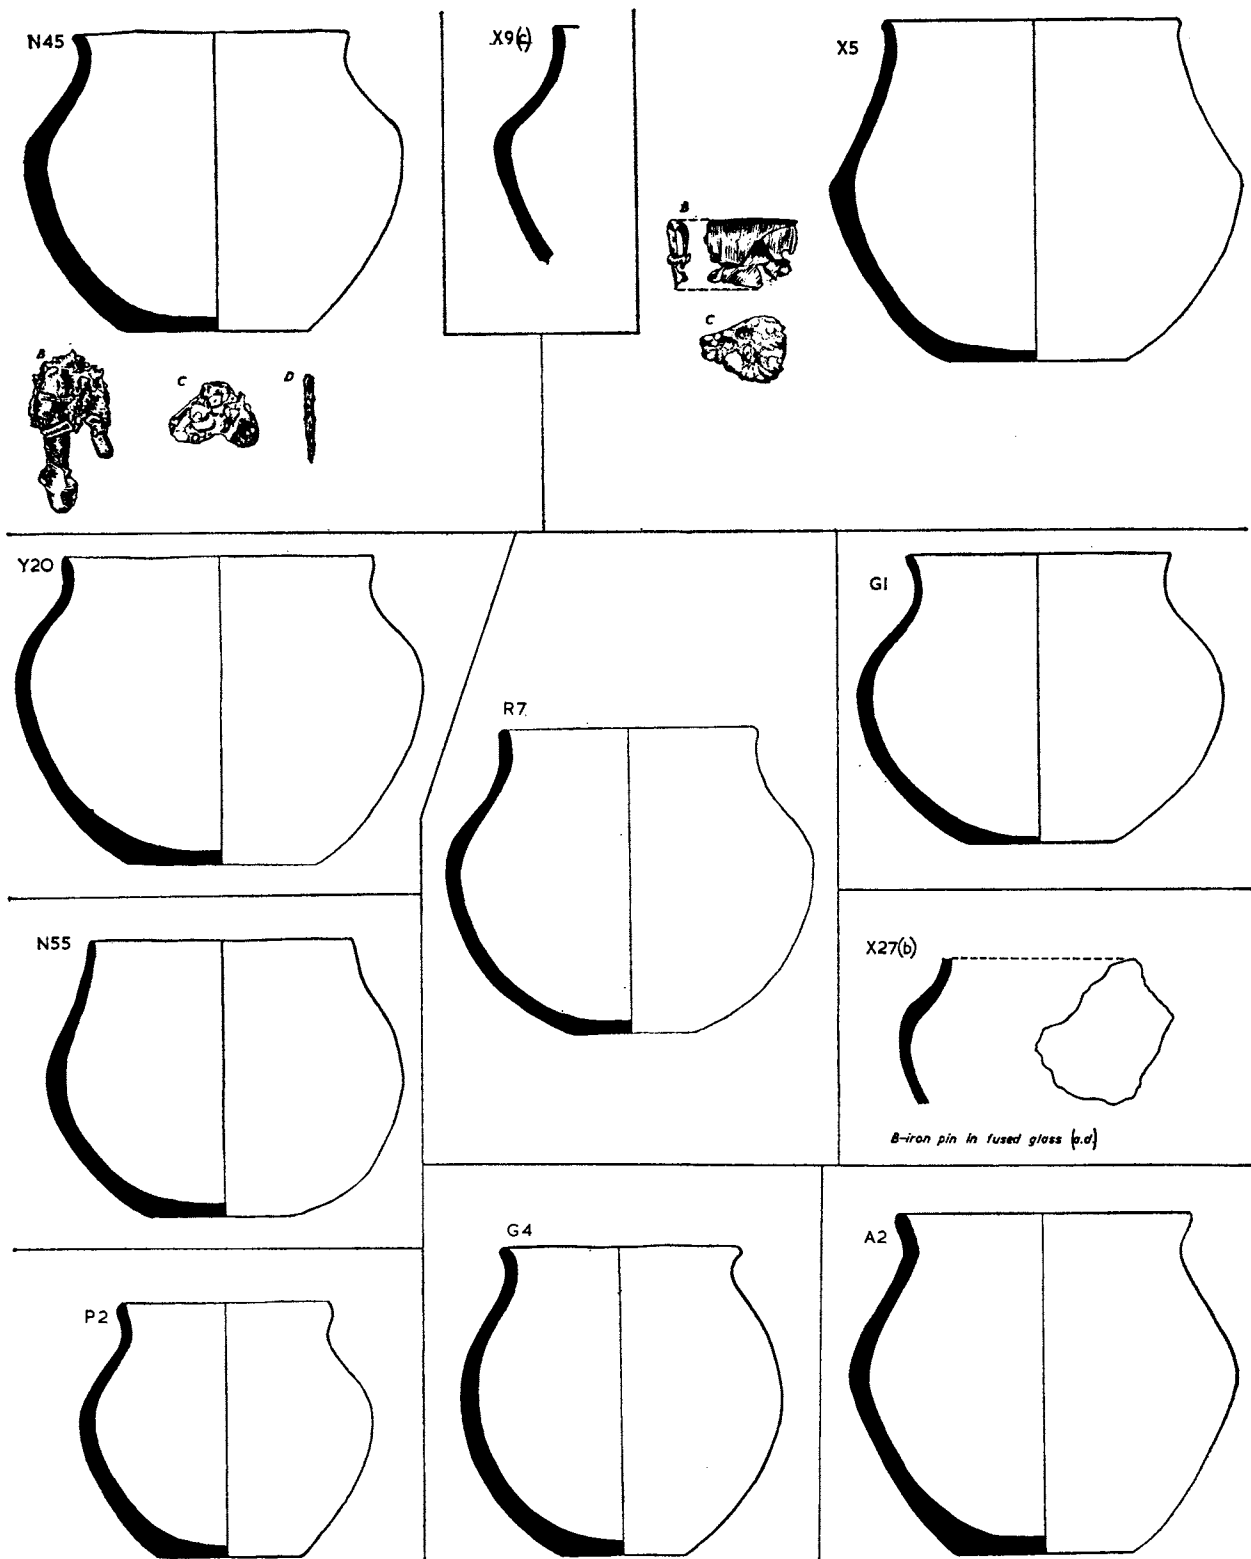 N45
X9(c)
X5
B
C
B
C
D
Y20
G1
R7
N55
X27(b)
B-iron pin in fused glass (a.d.)
G4
A2
P2